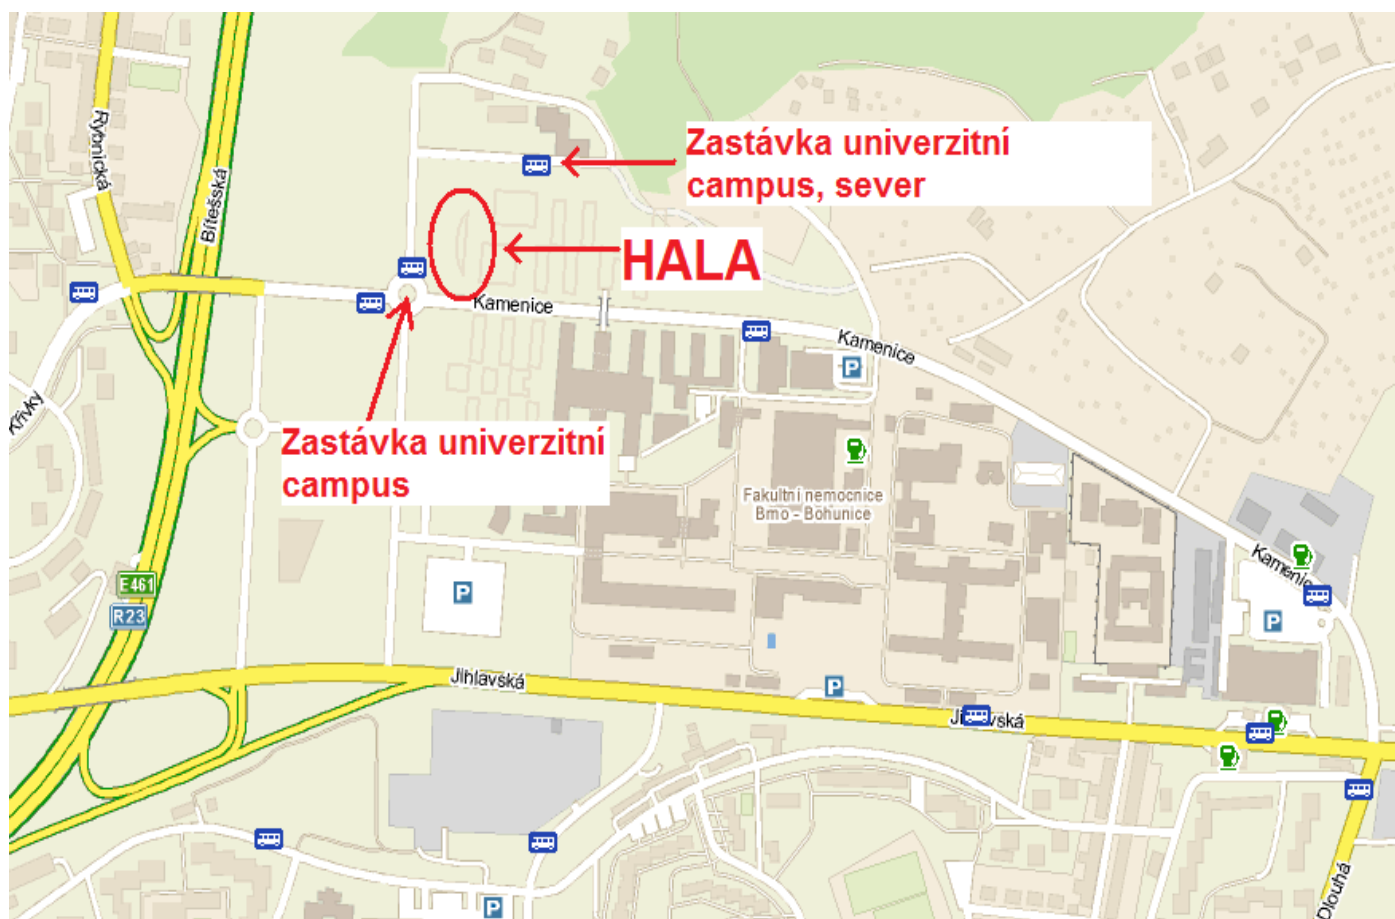 Rybnická
Bítešská
Zastávka univerzitní
campus, sever
HALA
Kamenice
Kamenice
P
Křivky
Zastávka univerzitní
campus
Fakultní nemocnice
Brno - Bohunice
E461
R23
P
Kamenice
P
Jihlavská
P
Jihlavská
Dlouhá
P